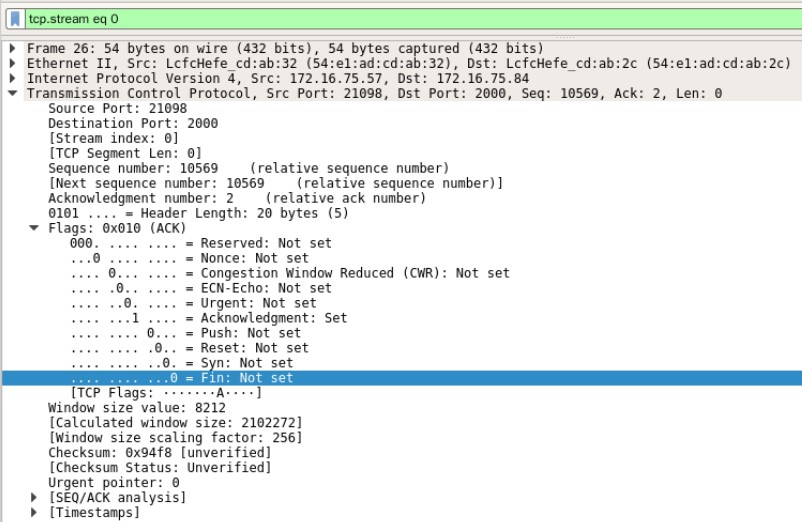 tcp.stream eq 0
Frame 26: 54 bytes on wire (432 bits), 54 bytes captured (432 bits)
Ethernet II, Src: LcfcHefe_cd:ab:32 (54:e1:ad:cd:ab:32), Dst: LcfcHefe_cd:ab:2c (54:e1:ad:cd:ab:2c)
Internet Protocol Version 4, Src: 172.16.75.57, Dst: 172.16.75.84
Transmission Control Protocol, Src Port: 21098, Dst Port: 2000, Seq: 10569, Ack: 2, Len: 0
Source Port: 21098
Destination Port: 2000
[Stream index: 0]
[TCP Segment Len: 0]
Sequence number: 10569    (relative sequence number)
[Next sequence number: 10569    (relative sequence number)]
Acknowledgment number: 2    (relative ack number)
0101 .... = Header Length: 20 bytes (5)
Flags: 0x010 (ACK)
000. .... .... = Reserved: Not set
...0 .... .... = Nonce: Not set
.... 0... .... = Congestion Window Reduced (CWR): Not set
.... .0.. .... = ECN-Echo: Not set
.... ..0. .... = Urgent: Not set
.... ...1 .... = Acknowledgment: Set
.... .... 0... = Push: Not set
.... .... .0.. = Reset: Not set
.... .... ..0. = Syn: Not set
.... .... ...0 = Fin: Not set
[TCP Flags: ·······A····]
Window size value: 8212
[Calculated window size: 2102272]
[Window size scaling factor: 256]
Checksum: 0x94f8 [unverified]
[Checksum Status: Unverified]
Urgent pointer: 0
[SEQ/ACK analysis]
[Timestamps]